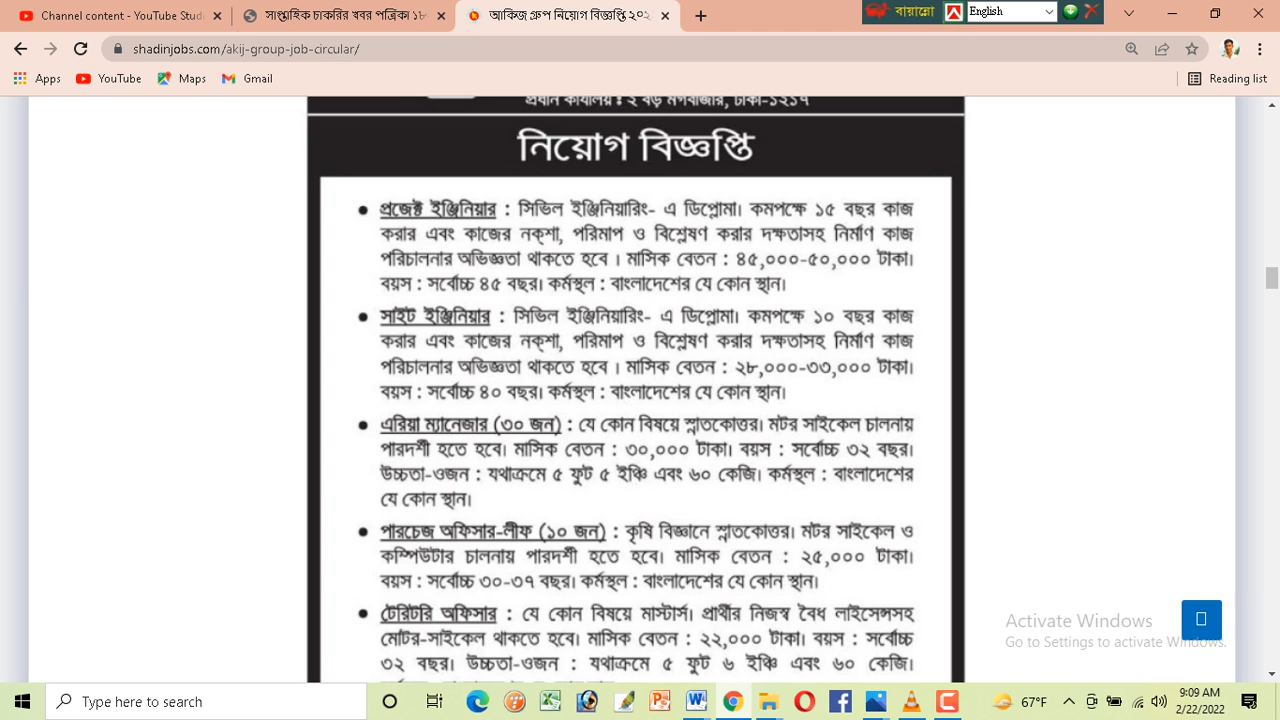 Channel content - YouTube
চাকরির খবর পত্রিকা ১৮
আকিজ গ্রুপ নিয়োগ বিজ্ঞপ্তি ২০২
বায়ান্নো
English
shadinjobs.com/akij-group-job-circular/
Apps
YouTube
Maps
Gmail
Reading list
প্রধান কার্যালয় : ২ বড় মগবাজার, ঢাকা-১২১৭
নিয়োগ বিজ্ঞপ্তি
● প্রজেক্ট ইঞ্জিনিয়ার : সিভিল ইঞ্জিনিয়ারিং- এ ডিপ্লোমা। কমপক্ষে ১৫ বছর কাজ
করার এবং কাজের নক্শা, পরিমাপ ও বিশ্লেষণ করার দক্ষতাসহ নির্মাণ কাজ
পরিচালনার অভিজ্ঞতা থাকতে হবে । মাসিক বেতন : ৪৫,০০০-৫০,০০০ টাকা।
বয়স : সর্বোচ্চ ৪৫ বছর। কর্মস্থল : বাংলাদেশের যে কোন স্থান।
● সাইট ইঞ্জিনিয়ার : সিভিল ইঞ্জিনিয়ারিং- এ ডিপ্লোমা। কমপক্ষে ১০ বছর কাজ
করার এবং কাজের নক্শা, পরিমাপ ও বিশ্লেষণ করার দক্ষতাসহ নির্মাণ কাজ
পরিচালনার অভিজ্ঞতা থাকতে হবে । মাসিক বেতন : ২৮,০০০-৩৩,০০০ টাকা।
বয়স : সর্বোচ্চ ৪০ বছর। কর্মস্থল : বাংলাদেশের যে কোন স্থান।
● এরিয়া ম্যানেজার (৩০ জন) : যে কোন বিষয়ে স্নাতকোত্তর। মটর সাইকেল চালনায়
পারদর্শী হতে হবে। মাসিক বেতন : ৩০,০০০ টাকা। বয়স : সর্বোচ্চ ৩২ বছর।
উচ্চতা-ওজন : যথাক্রমে ৫ ফুট ৫ ইঞ্চি এবং ৬০ কেজি। কর্মস্থল : বাংলাদেশের
যে কোন স্থান।
● পারচেজ অফিসার-লীফ (১০ জন) : কৃষি বিজ্ঞানে স্নাতকোত্তর। মটর সাইকেল ও
কম্পিউটার চালনায় পারদর্শী হতে হবে। মাসিক বেতন : ২৫,০০০ টাকা।
বয়স : সর্বোচ্চ ৩০-৩৭ বছর। কর্মস্থল : বাংলাদেশের যে কোন স্থান।
● টেরিটরি অফিসার : যে কোন বিষয়ে মাস্টার্স। প্রার্থীর নিজস্ব বৈধ লাইসেন্সসহ
মোটর-সাইকেল থাকতে হবে। মাসিক বেতন : ২২,০০০ টাকা। বয়স : সর্বোচ্চ
৩২ বছর। উচ্চতা-ওজন : যথাক্রমে ৫ ফুট ৬ ইঞ্চি এবং ৬০ কেজি।
Activate Windows
Go to Settings to activate Windows.
Type here to search
67°F
9:09 AM
2/22/2022